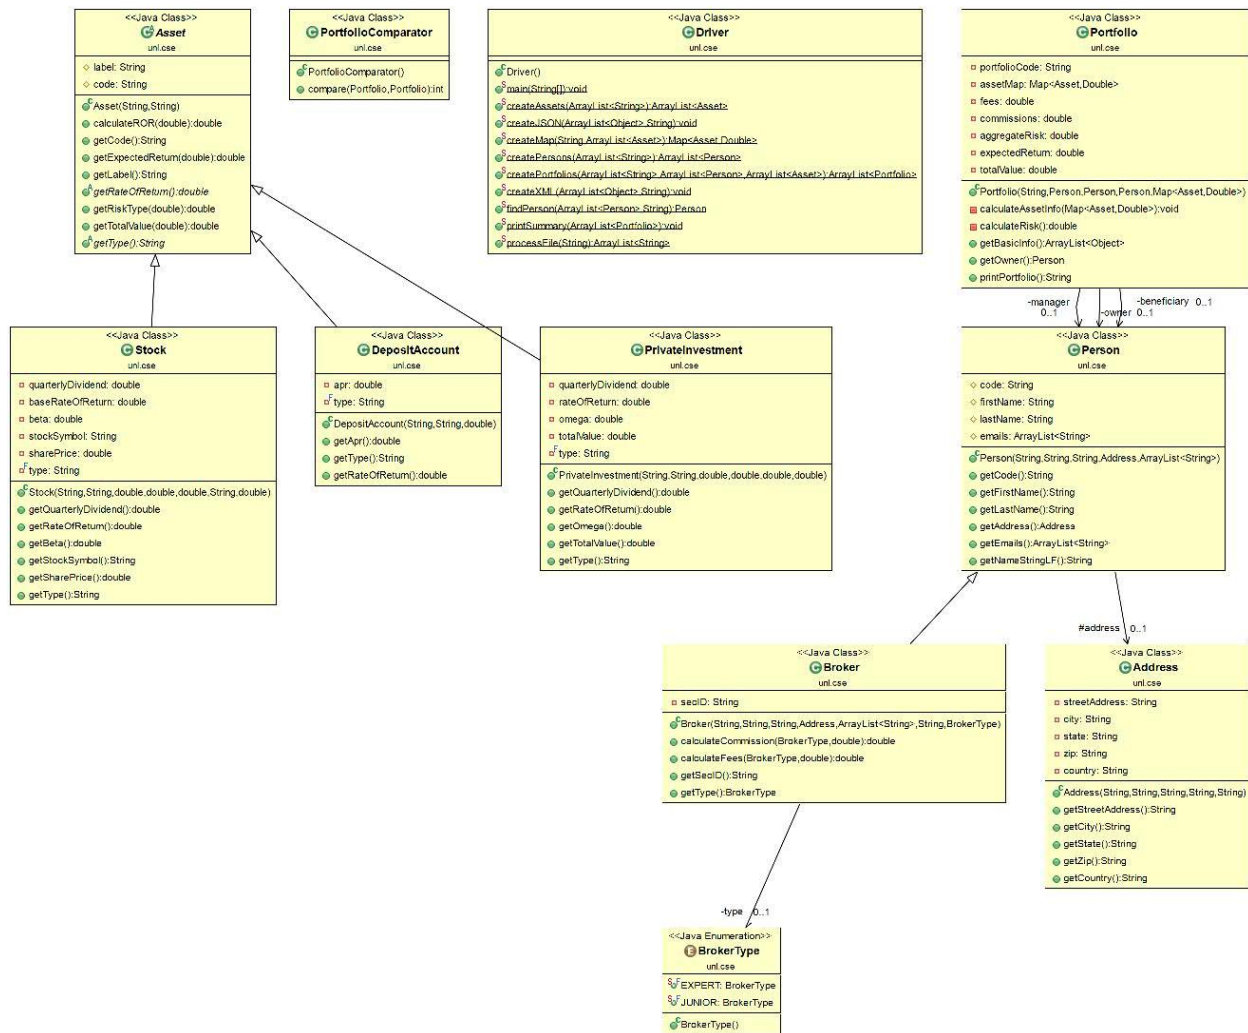 <<Java Class>>
Asset
unl.cse
label: String
code: String
Asset(String,String)
calculateROR(double):double
getCode():String
getExpectedReturn(double):double
getLabel():String
getRateOfReturn():double
getRiskType(double):double
getTotalValue(double):double
getType():String
<<Java Class>>
PortfolioComparator
unl.cse
PortfolioComparator()
compare(Portfolio,Portfolio):int
<<Java Class>>
Driver
unl.cse
Driver()
main(String[]):void
createAssets(ArrayList<String>):ArrayList<Asset>
createJSON(ArrayList<Object>,String):void
createMap(String,ArrayList<Asset>):Map<Asset,Double>
createPersons(ArrayList<String>):ArrayList<Person>
createPortfolios(ArrayList<String>,ArrayList<Person>,ArrayList<Asset>):ArrayList<Portfolio>
createXML(ArrayList<Object>,String):void
findPerson(ArrayList<Person>,String):Person
printSummary(ArrayList<Portfolio>):void
processFile(String):ArrayList<String>
<<Java Class>>
Portfolio
unl.cse
portfolioCode: String
assetMap: Map<Asset,Double>
fees: double
commissions: double
aggregateRisk: double
expectedReturn: double
totalValue: double
Portfolio(String,Person,Person,Person,Map<Asset,Double>)
calculateAssetInfo(Map<Asset,Double>):void
calculateRisk():double
getBasicInfo():ArrayList<Object>
getOwner():Person
printPortfolio():String
-manager
0..1
-owner 0..1
-beneficiary 0..1
<<Java Class>>
Stock
unl.cse
quarterlyDividend: double
baseRateOfReturn: double
beta: double
stockSymbol: String
sharePrice: double
type: String
Stock(String,String,double,double,double,String,double)
getQuarterlyDividend():double
getRateOfReturn():double
getBeta():double
getStockSymbol():String
getSharePrice():double
getType():String
<<Java Class>>
DepositAccount
unl.cse
apr: double
type: String
DepositAccount(String,String,double)
getApr():double
getType():String
getRateOfReturn():double
<<Java Class>>
PrivateInvestment
unl.cse
quarterlyDividend: double
rateOfReturn: double
omega: double
totalValue: double
type: String
PrivateInvestment(String,String,double,double,double,double)
getQuarterlyDividend():double
getRateOfReturn():double
getOmega():double
getTotalValue():double
getType():String
<<Java Class>>
Person
unl.cse
code: String
firstName: String
lastName: String
emails: ArrayList<String>
Person(String,String,String,Address,ArrayList<String>)
getCode():String
getFirstName():String
getLastName():String
getAddress():Address
getEmails():ArrayList<String>
getNameStringLF():String
#address 0..1
<<Java Class>>
Broker
unl.cse
secID: String
Broker(String,String,String,Address,ArrayList<String>,String,BrokerType)
calculateCommission(BrokerType,double):double
calculateFees(BrokerType,double):double
getSecID():String
getType():BrokerType
<<Java Class>>
Address
unl.cse
streetAddress: String
city: String
state: String
zip: String
country: String
Address(String,String,String,String,String)
getStreetAddress():String
getCity():String
getState():String
getZip():String
getCountry():String
-type 0..1
<<Java Enumeration>>
BrokerType
unl.cse
EXPERT: BrokerType
JUNIOR: BrokerType
BrokerType()